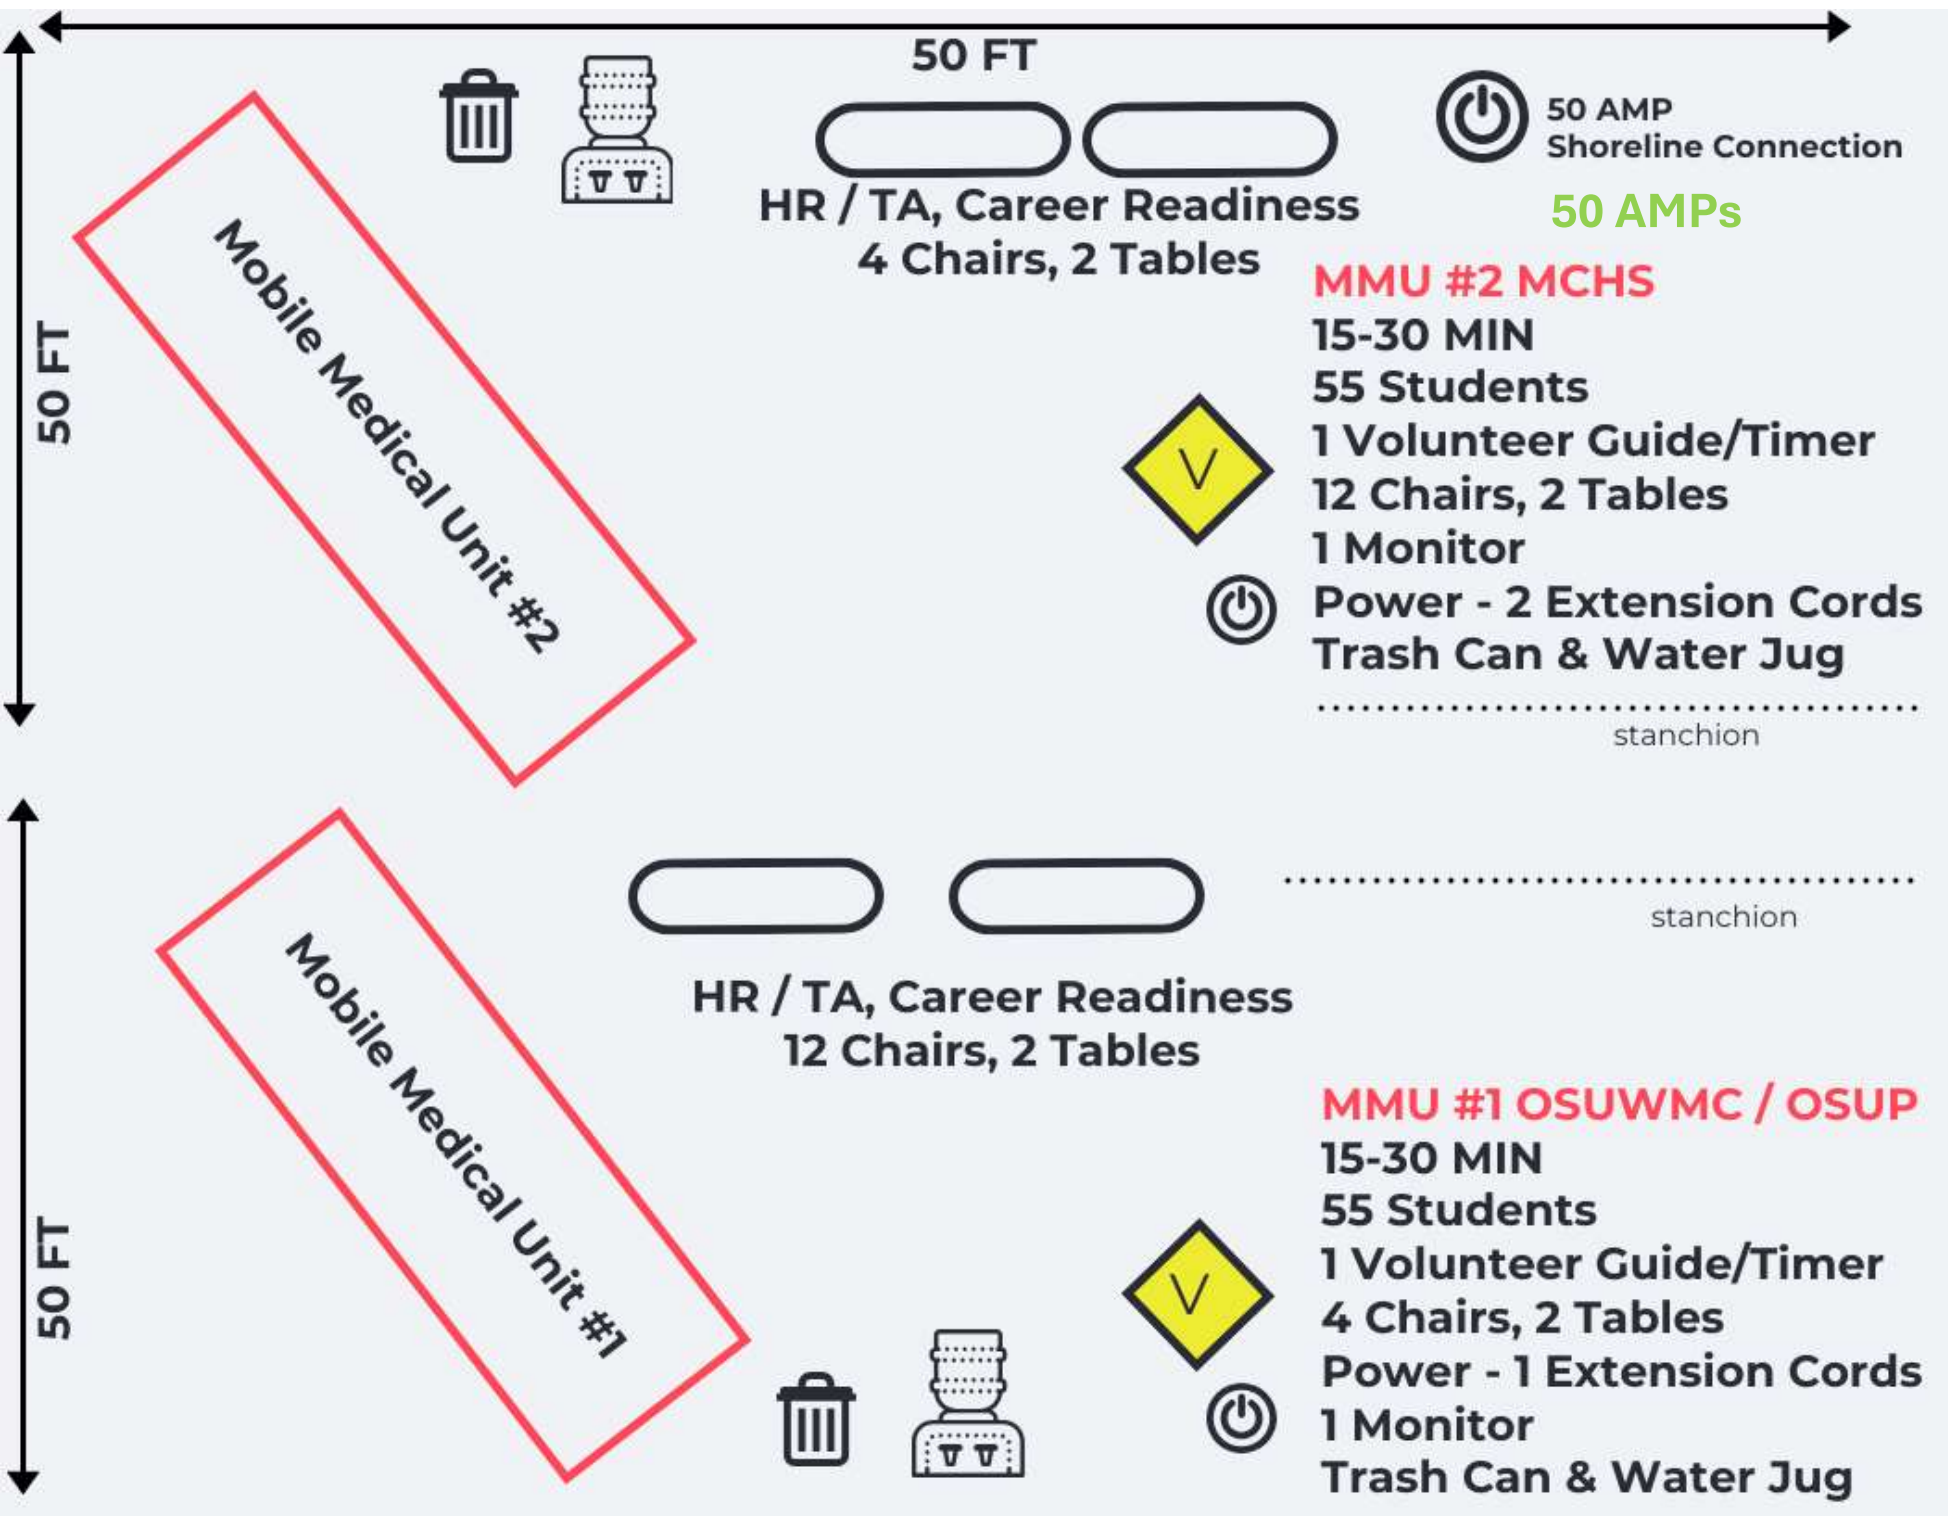 50 FT
50 AMP
Shoreline Connection
50 AMPs
HR / TA, Career Readiness
4 Chairs, 2 Tables
50 FT
Mobile Medical Unit #2
MMU #2 MCHS
15-30 MIN
55 Students
V
1 Volunteer Guide/Timer
12 Chairs, 2 Tables
1 Monitor
Power - 2 Extension Cords
Trash Can & Water Jug
stanchion
stanchion
HR / TA, Career Readiness
12 Chairs, 2 Tables
50 FT
Mobile Medical Unit #1
MMU #1 OSUWMC / OSUP
15-30 MIN
55 Students
V
1 Volunteer Guide/Timer
4 Chairs, 2 Tables
Power - 1 Extension Cords
1 Monitor
Trash Can & Water Jug